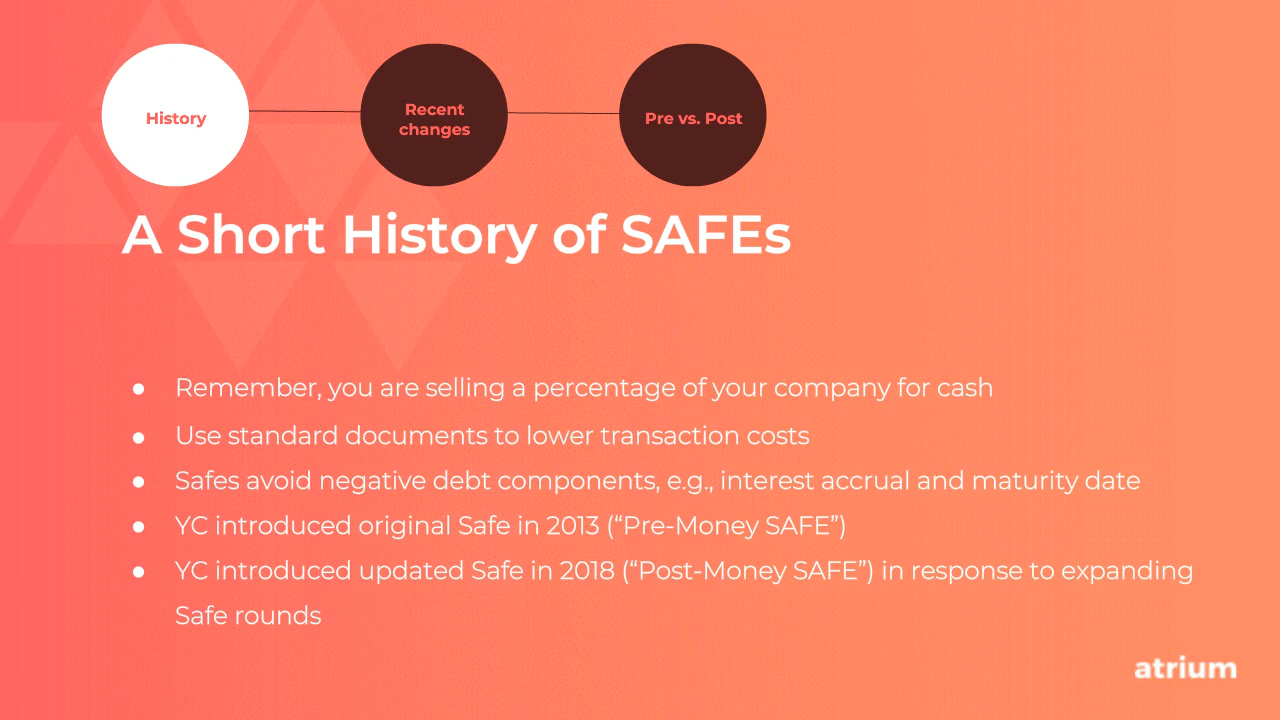 History
Recent
changes
Pre vs. Post
A Short History of SAFEs
● Remember, you are selling a percentage of your company for cash
● Use standard documents to lower transaction costs
● Safes avoid negative debt components, e.g., interest accrual and maturity date
● YC introduced original Safe in 2013 (“Pre-Money SAFE”)
● YC introduced updated Safe in 2018 (“Post-Money SAFE”) in response to expanding
Safe rounds
atrium